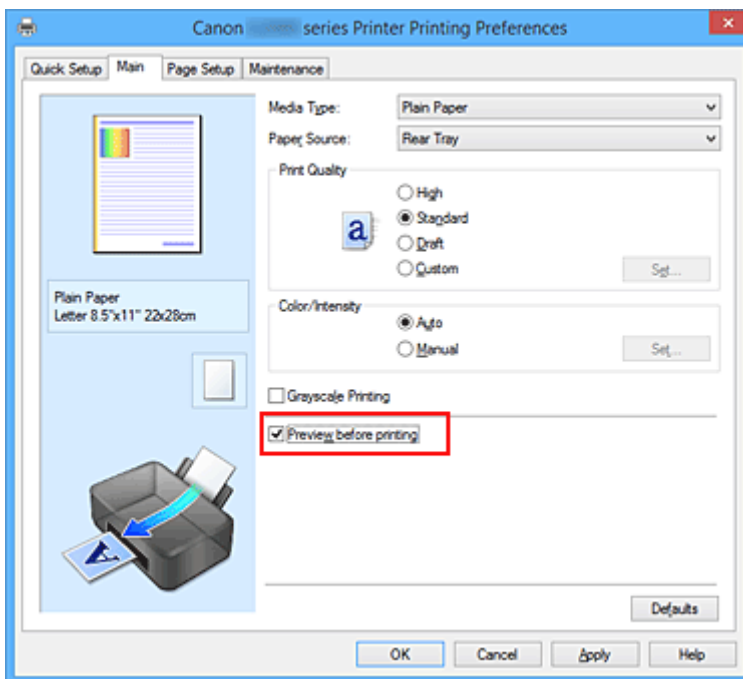 Canon series Printer Printing Preferences
Quick Setup Main Page Setup Maintenance
Media Type: Plain Paper
Paper Source: Rear Tray
Print Quality
High
Standard
Draft
Custom
Set...
Plain Paper
Letter 8.5"x11" 22x28cm
Color/Intensity
Auto
Manual
Set...
Grayscale Printing
Preview before printing
Defaults
OK Cancel Apply Help
a
A